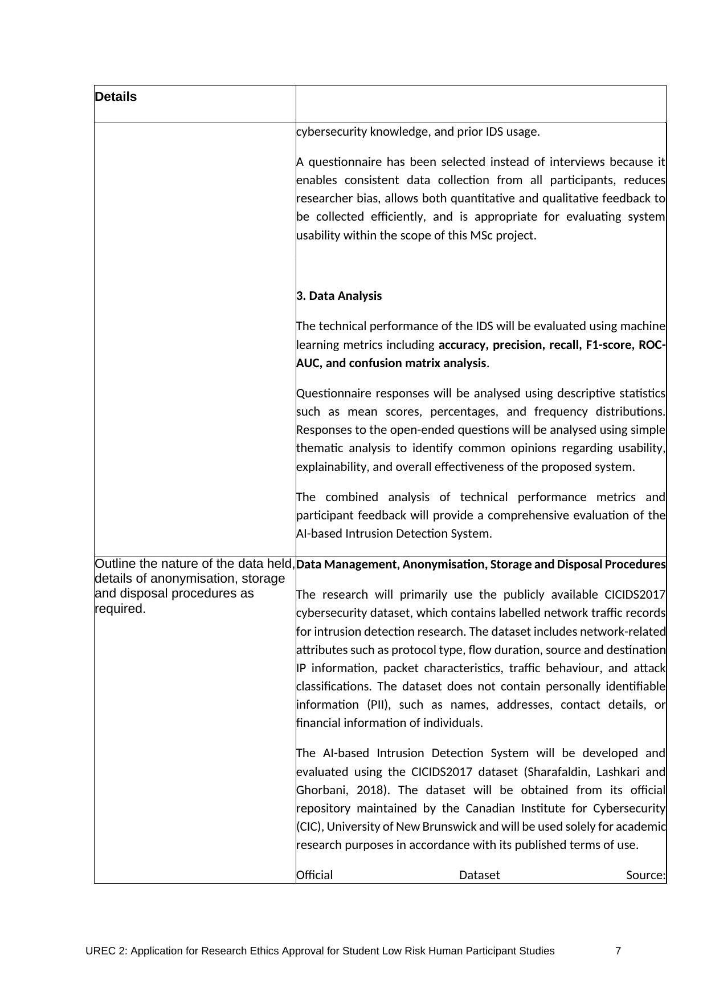 Details
cybersecurity knowledge, and prior IDS usage.
A questionnaire has been selected instead of interviews because it
enables consistent data collection from all participants, reduces
researcher bias, allows both quantitative and qualitative feedback to
be collected efficiently, and is appropriate for evaluating system
usability within the scope of this MSc project.
3. Data Analysis
The technical performance of the IDS will be evaluated using machine
learning metrics including accuracy, precision, recall, F1-score, ROC-
AUC, and confusion matrix analysis.
Questionnaire responses will be analysed using descriptive statistics
such as mean scores, percentages, and frequency distributions.
Responses to the open-ended questions will be analysed using simple
thematic analysis to identify common opinions regarding usability,
explainability, and overall effectiveness of the proposed system.
The combined analysis of technical performance metrics and
participant feedback will provide a comprehensive evaluation of the
AI-based Intrusion Detection System.
Outline the nature of the data held,
details of anonymisation, storage
and disposal procedures as
required.
Data Management, Anonymisation, Storage and Disposal Procedures
The research will primarily use the publicly available CICIDS2017
cybersecurity dataset, which contains labelled network traffic records
for intrusion detection research. The dataset includes network-related
attributes such as protocol type, flow duration, source and destination
IP information, packet characteristics, traffic behaviour, and attack
classifications. The dataset does not contain personally identifiable
information (PII), such as names, addresses, contact details, or
financial information of individuals.
The AI-based Intrusion Detection System will be developed and
evaluated using the CICIDS2017 dataset (Sharafaldin, Lashkari and
Ghorbani, 2018). The dataset will be obtained from its official
repository maintained by the Canadian Institute for Cybersecurity
(CIC), University of New Brunswick and will be used solely for academic
research purposes in accordance with its published terms of use.
Official Dataset Source:
UREC 2: Application for Research Ethics Approval for Student Low Risk Human Participant Studies 7